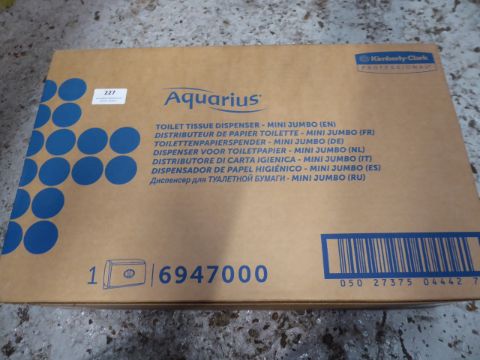 Kimberly-Clark
PROFESSIONAL
227
Aquarius
TOILET TISSUE DISPENSER - MINI JUMBO (EN)
DISTRIBUTEUR DE PAPIER TOILETTE - MINI JUMBO (FR)
TOILETTENPAPIERSPENDER - MINI JUMBO (DE)
DISPENSER VOOR TOILETPAPIER - MINI JUMBO (NL)
DISTRIBUTORE DI CARTA IGIENICA - MINI JUMBO (IT)
DISPENSADOR DE PAPEL HIGIÉNICO - MINI JUMBO (ES)
Диспенсер для ТУАЛЕТНОЙ БУМАГИ - MINI JUMBO (RU)
1 6947000
050 27375 04442 7